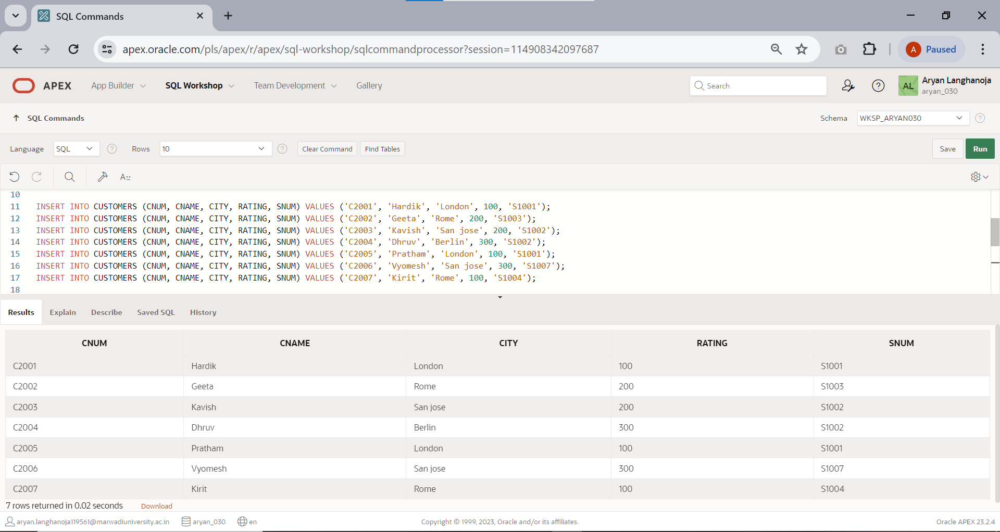 SQL Commands
apex.oracle.com/pls/apex/r/apex/sql-workshop/sqlcommandprocessor?session=114908342097687
A Paused
APEX App Builder SQL Workshop Team Development Gallery Search ? AL Aryan Langhanoja
aryan_030
SQL Commands Schema WKSP_ARYAN030 ?
Language SQL ? Rows 10 ? Clear Command Find Tables Save Run
A::
10
11 INSERT INTO CUSTOMERS (CNUM, CNAME, CITY, RATING, SNUM) VALUES ('C2001', 'Hardik', 'London', 100, 'S1001');
12 INSERT INTO CUSTOMERS (CNUM, CNAME, CITY, RATING, SNUM) VALUES ('C2002', 'Geeta', 'Rome', 200, 'S1003');
13 INSERT INTO CUSTOMERS (CNUM, CNAME, CITY, RATING, SNUM) VALUES ('C2003', 'Kavish', 'San jose', 200, 'S1002');
14 INSERT INTO CUSTOMERS (CNUM, CNAME, CITY, RATING, SNUM) VALUES ('C2004', 'Dhruv', 'Berlin', 300, 'S1002');
15 INSERT INTO CUSTOMERS (CNUM, CNAME, CITY, RATING, SNUM) VALUES ('C2005', 'Pratham', 'London', 100, 'S1001');
16 INSERT INTO CUSTOMERS (CNUM, CNAME, CITY, RATING, SNUM) VALUES ('C2006', 'Vyomesh', 'San jose', 300, 'S1007');
17 INSERT INTO CUSTOMERS (CNUM, CNAME, CITY, RATING, SNUM) VALUES ('C2007', 'Kirit', 'Rome', 100, 'S1004');
18
Results Explain Describe Saved SQL History
CNUM CNAME CITY RATING SNUM
C2001 Hardik London 100 S1001
C2002 Geeta Rome 200 S1003
C2003 Kavish San jose 200 S1002
C2004 Dhruv Berlin 300 S1002
C2005 Pratham London 100 S1001
C2006 Vyomesh San jose 300 S1007
C2007 Kirit Rome 100 S1004
7 rows returned in 0.02 seconds Download
aryan.langhanoja119561@marwadiuniversity.ac.in aryan_030 en Copyright © 1999, 2023, Oracle and/or its affiliates. Oracle APEX 23.2.4